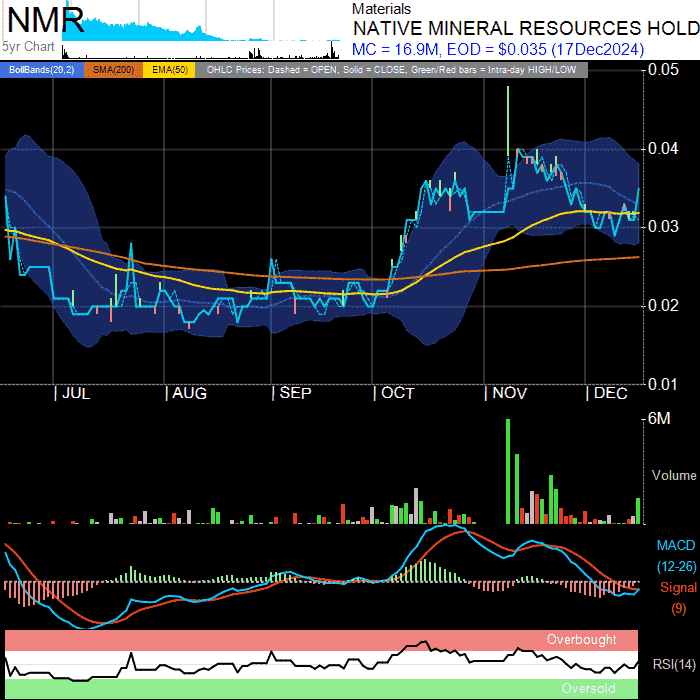 NMR
5yr Chart
Materials
NATIVE MINERAL RESOURCES HOLD
MC = 16.9M, EOD = $0.035 (17Dec2024)
BollBands(20,2) SMA(200) EMA(50) OHLC Prices: Dashed = OPEN, Solid = CLOSE, Green/Red bars = Intra-day HIGH/LOW
0.05
0.04
0.03
0.02
0.01
| JUL | AUG | SEP | OCT | NOV | DEC
6M
Volume
MACD
(12-26)
Signal
(9)
Overbought
RSI(14)
Oversold